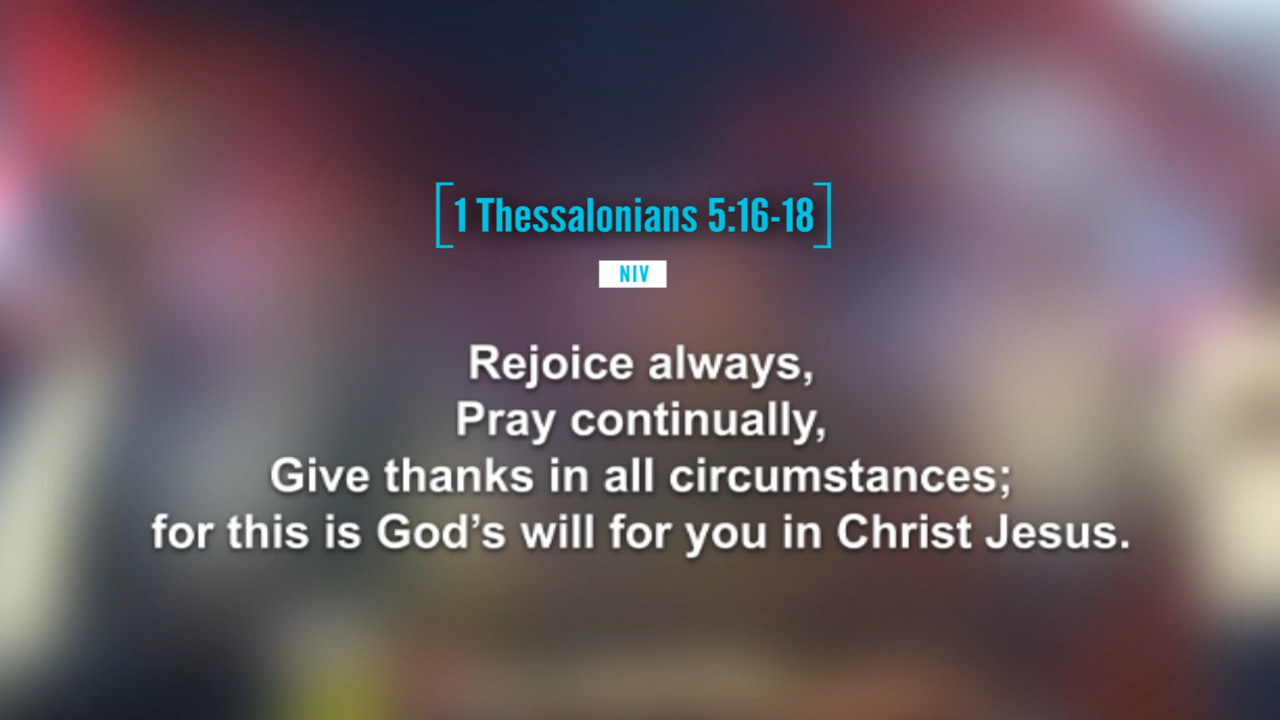 [1 Thessalonians 5:16-18]
NIV
Rejoice always,
Pray continually,
Give thanks in all circumstances;
for this is God’s will for you in Christ Jesus.